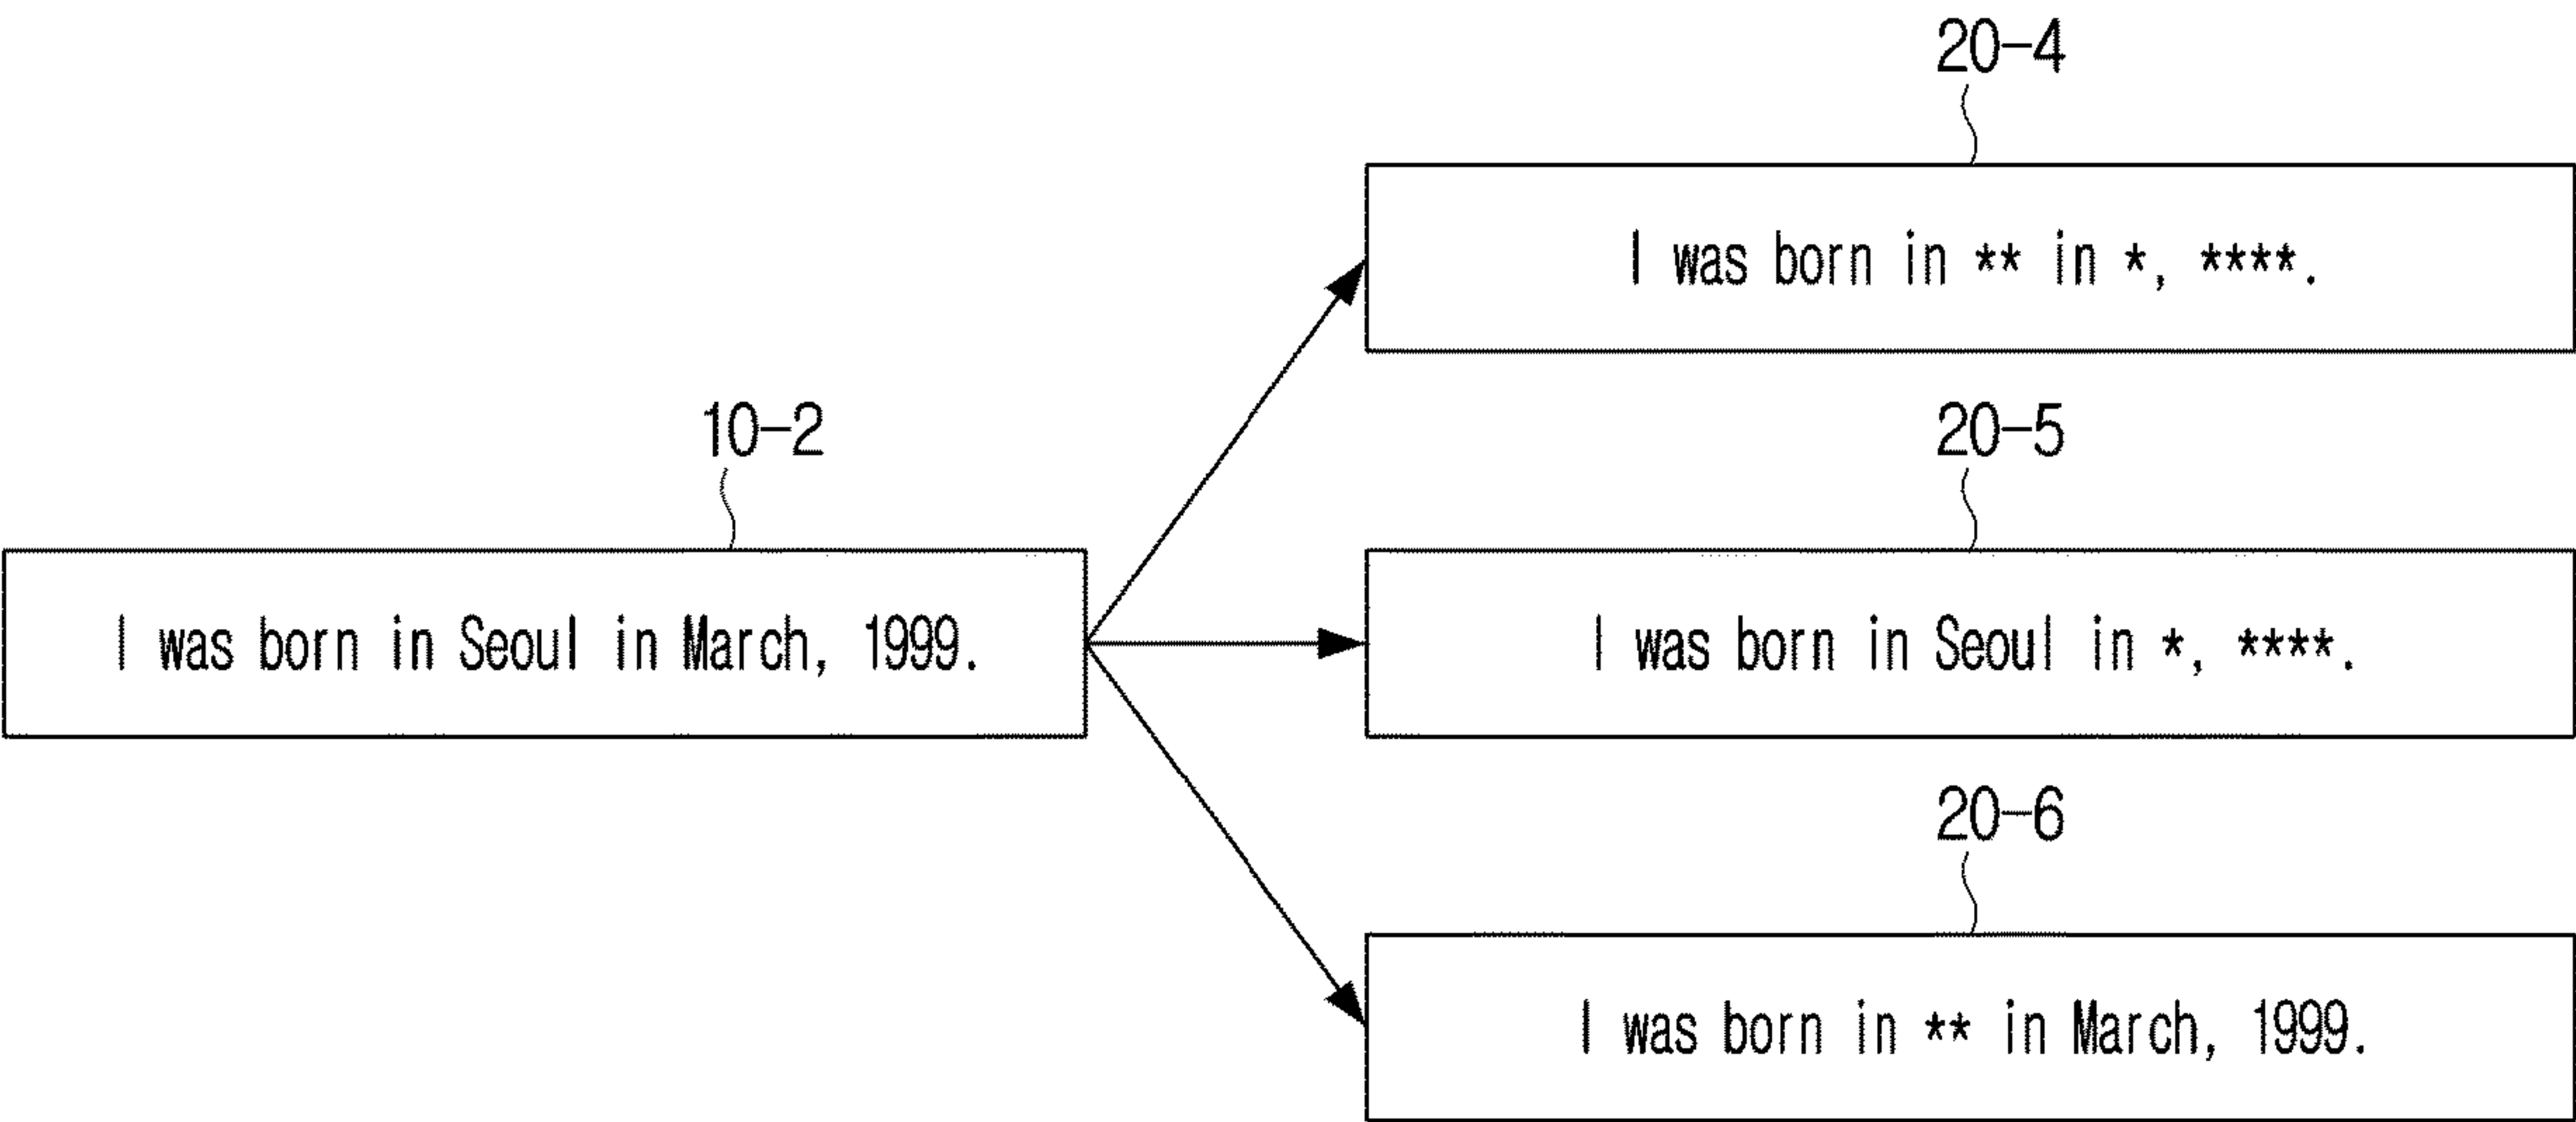 20-4
I was born in ** in *, ****.
10-2
20-5
I was born in Seoul in March, 1999.
I was born in Seoul in *, ****.
20-6
I was born in ** in March, 1999.